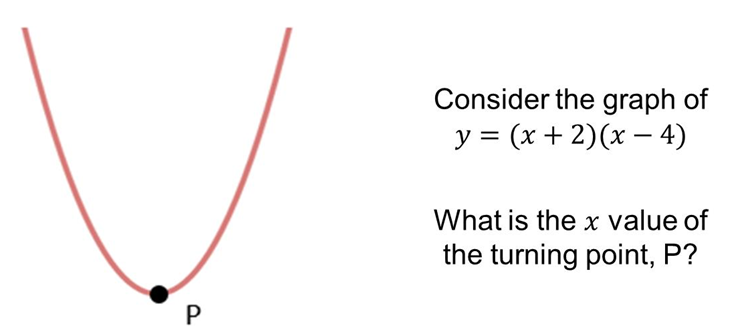 Consider the graph of
y = (x + 2)(x − 4)
What is the x value of
the turning point, P?
P